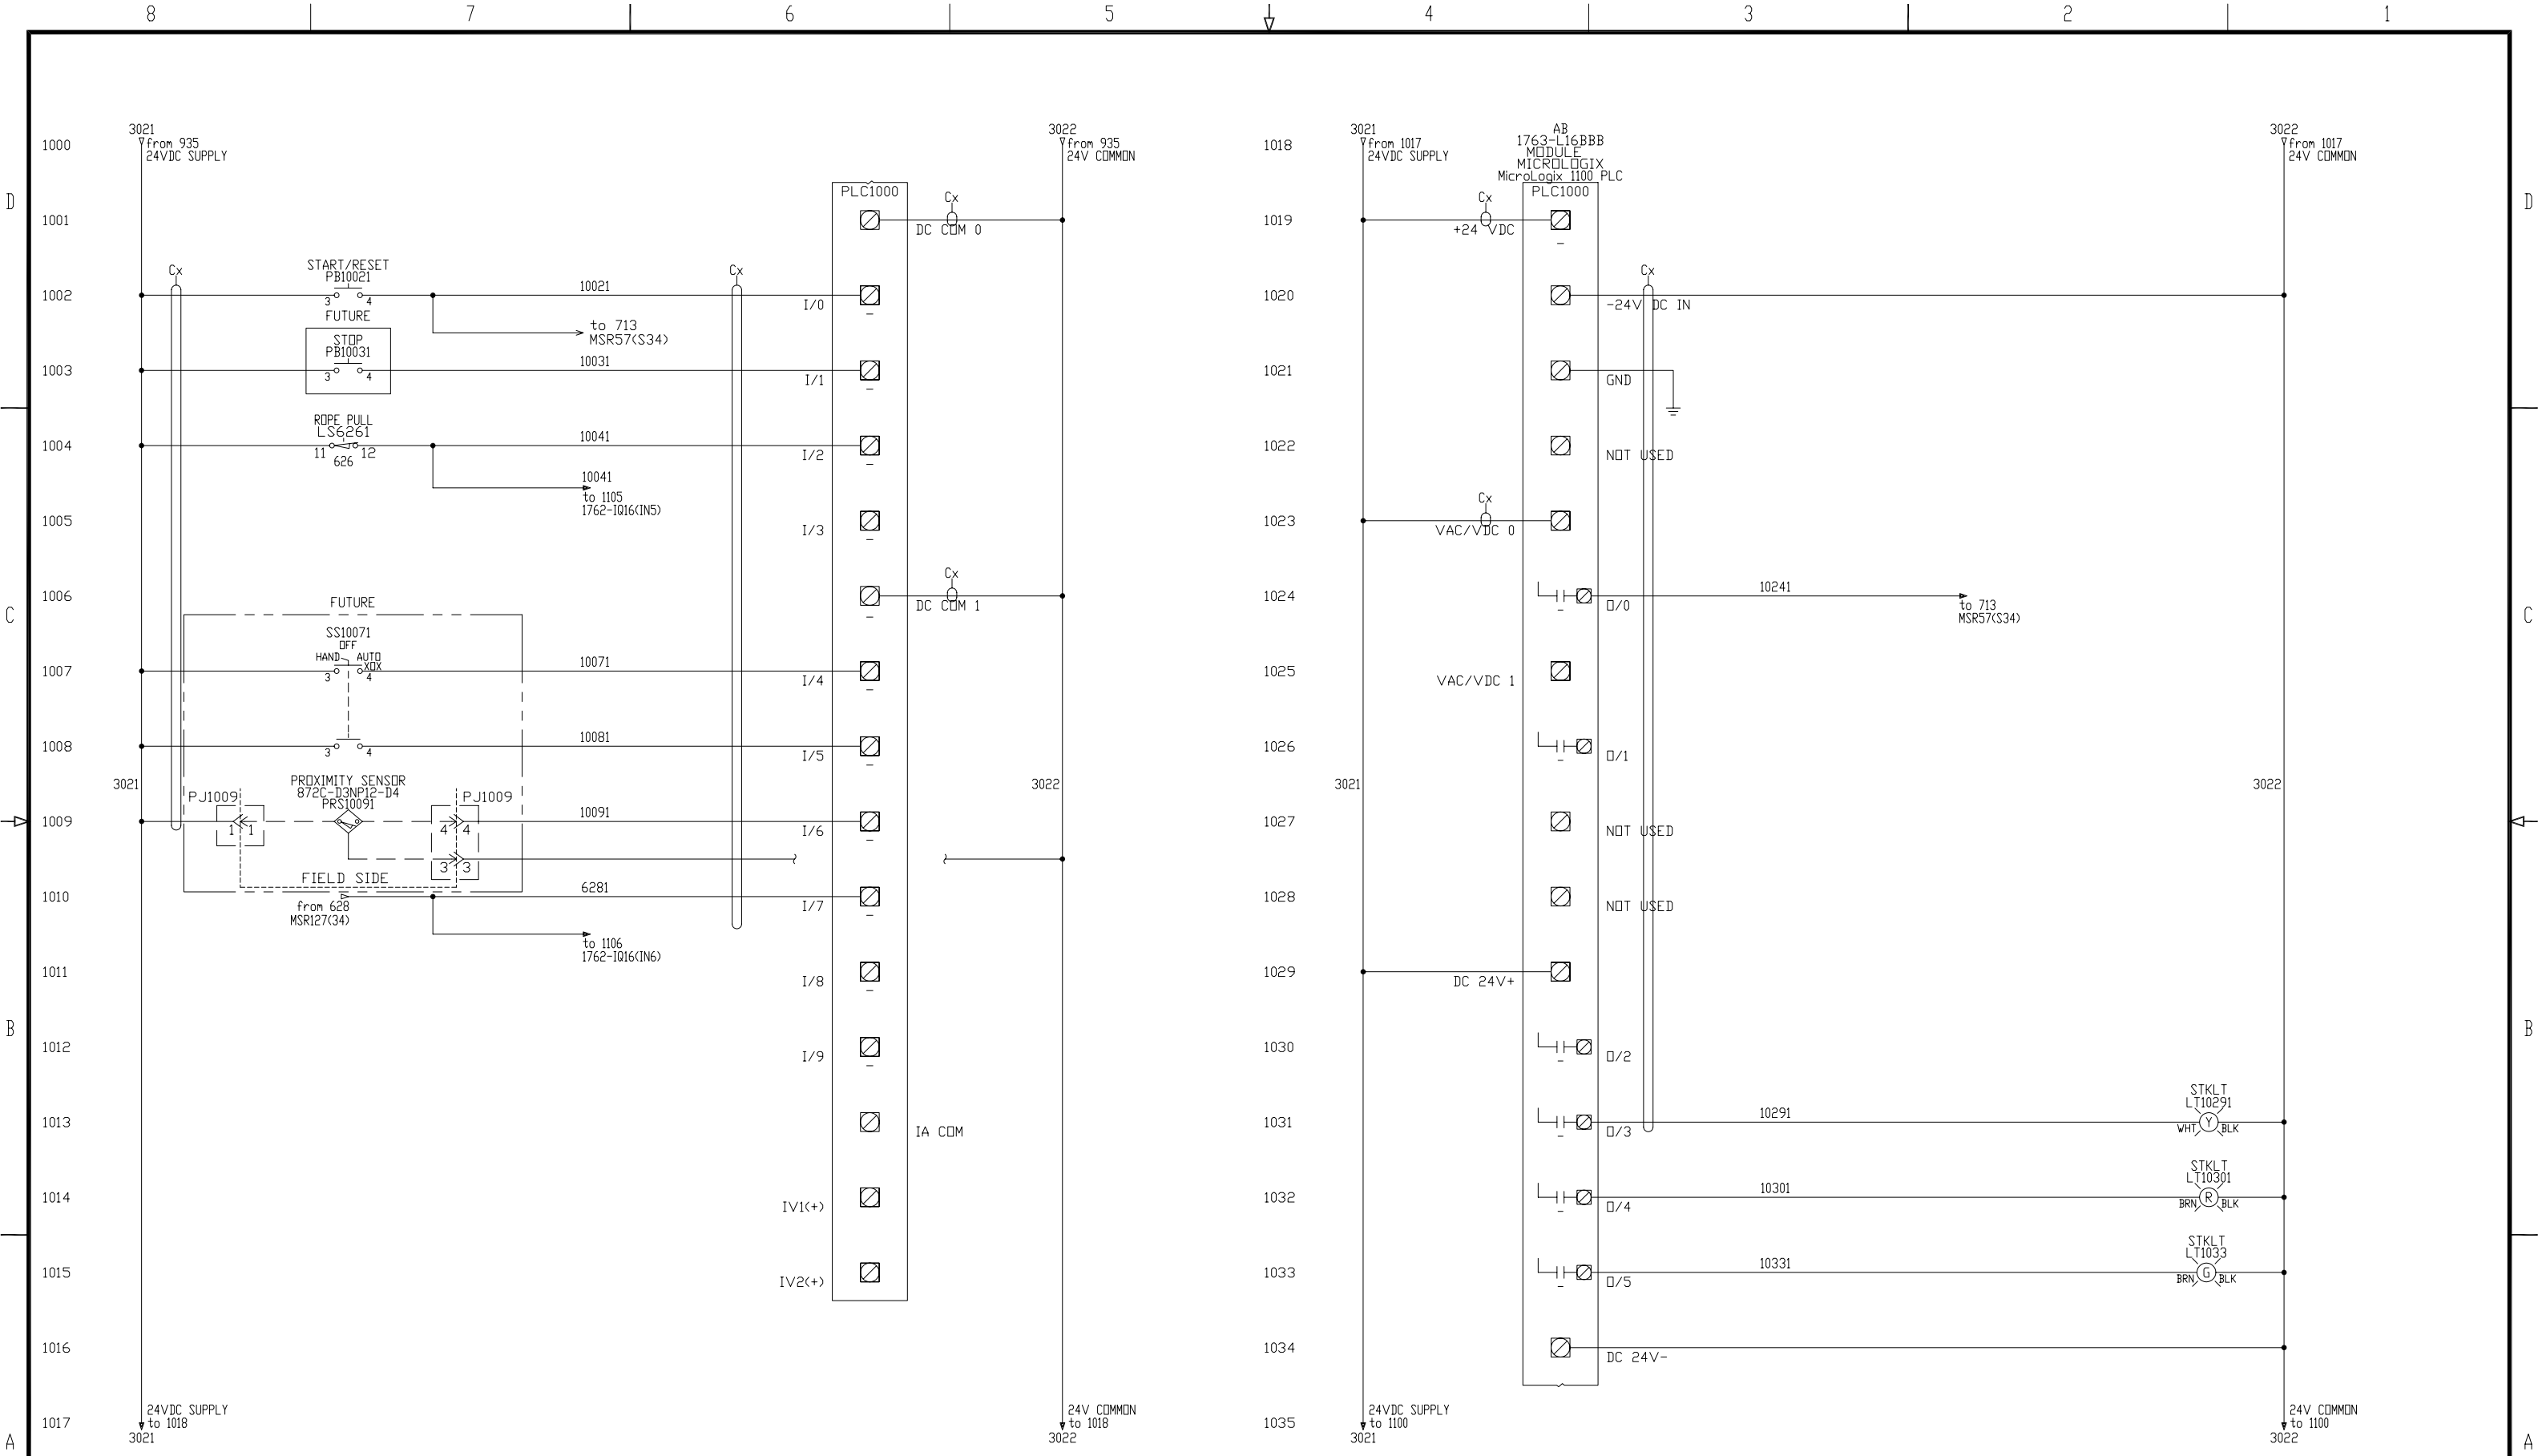 8 7 6 5 4 3 2 1
D
C
B
A
D
C
B
A
1000
3021
from 935
24VDC SUPPLY
3022
from 935
24V COMMON
PLC1000
1001
Cx
DC COM 0
Cx
Cx
1002
START/RESET
PB10021
3 4
10021
I/0
-
FUTURE
to 713
MSR57(S34)
1003
STOP
PB10031
3 4
10031
I/1
-
1004
ROPE PULL
LS6261
11 12
626
10041
I/2
-
10041
to 1105
1762-IQ16(IN5)
1005
I/3
-
1006
Cx
DC COM 1
FUTURE
1007
SS10071
OFF
HAND AUTO
XOX
3 4
10071
I/4
-
1008
3 4
10081
I/5
-
3021
3022
1009
PJ1009
1 1
PROXIMITY SENSOR
872C-D3NP12-D4
PRS10091
PJ1009
4 4
10091
I/6
-
3 3
FIELD SIDE
1010
from 628
MSR127(34)
6281
I/7
-
to 1106
1762-IQ16(IN6)
1011
I/8
-
1012
I/9
-
1013
IA COM
1014
IV1(+)
1015
IV2(+)
1016
1017
24VDC SUPPLY
to 1018
3021
24V COMMON
to 1018
3022
1018
3021
from 1017
24VDC SUPPLY
AB
1763-L16BBB
MODULE
MICROLOGIX
MicroLogix 1100 PLC
PLC1000
3022
from 1017
24V COMMON
1019
Cx
+24 VDC
-
Cx
1020
-24V DC IN
1021
GND
1022
NOT USED
1023
Cx
VAC/VDC 0
1024
-
O/0
10241
to 713
MSR57(S34)
1025
VAC/VDC 1
1026
-
O/1
3021
3022
1027
NOT USED
1028
NOT USED
1029
DC 24V+
1030
-
O/2
1031
-
O/3
10291
STKLT
LT10291
WHT Y BLK
1032
-
O/4
10301
STKLT
LT10301
BRN R BLK
1033
-
O/5
10331
STKLT
LT1033
BRN G BLK
1034
DC 24V-
1035
24VDC SUPPLY
to 1100
3021
24V COMMON
to 1100
3022